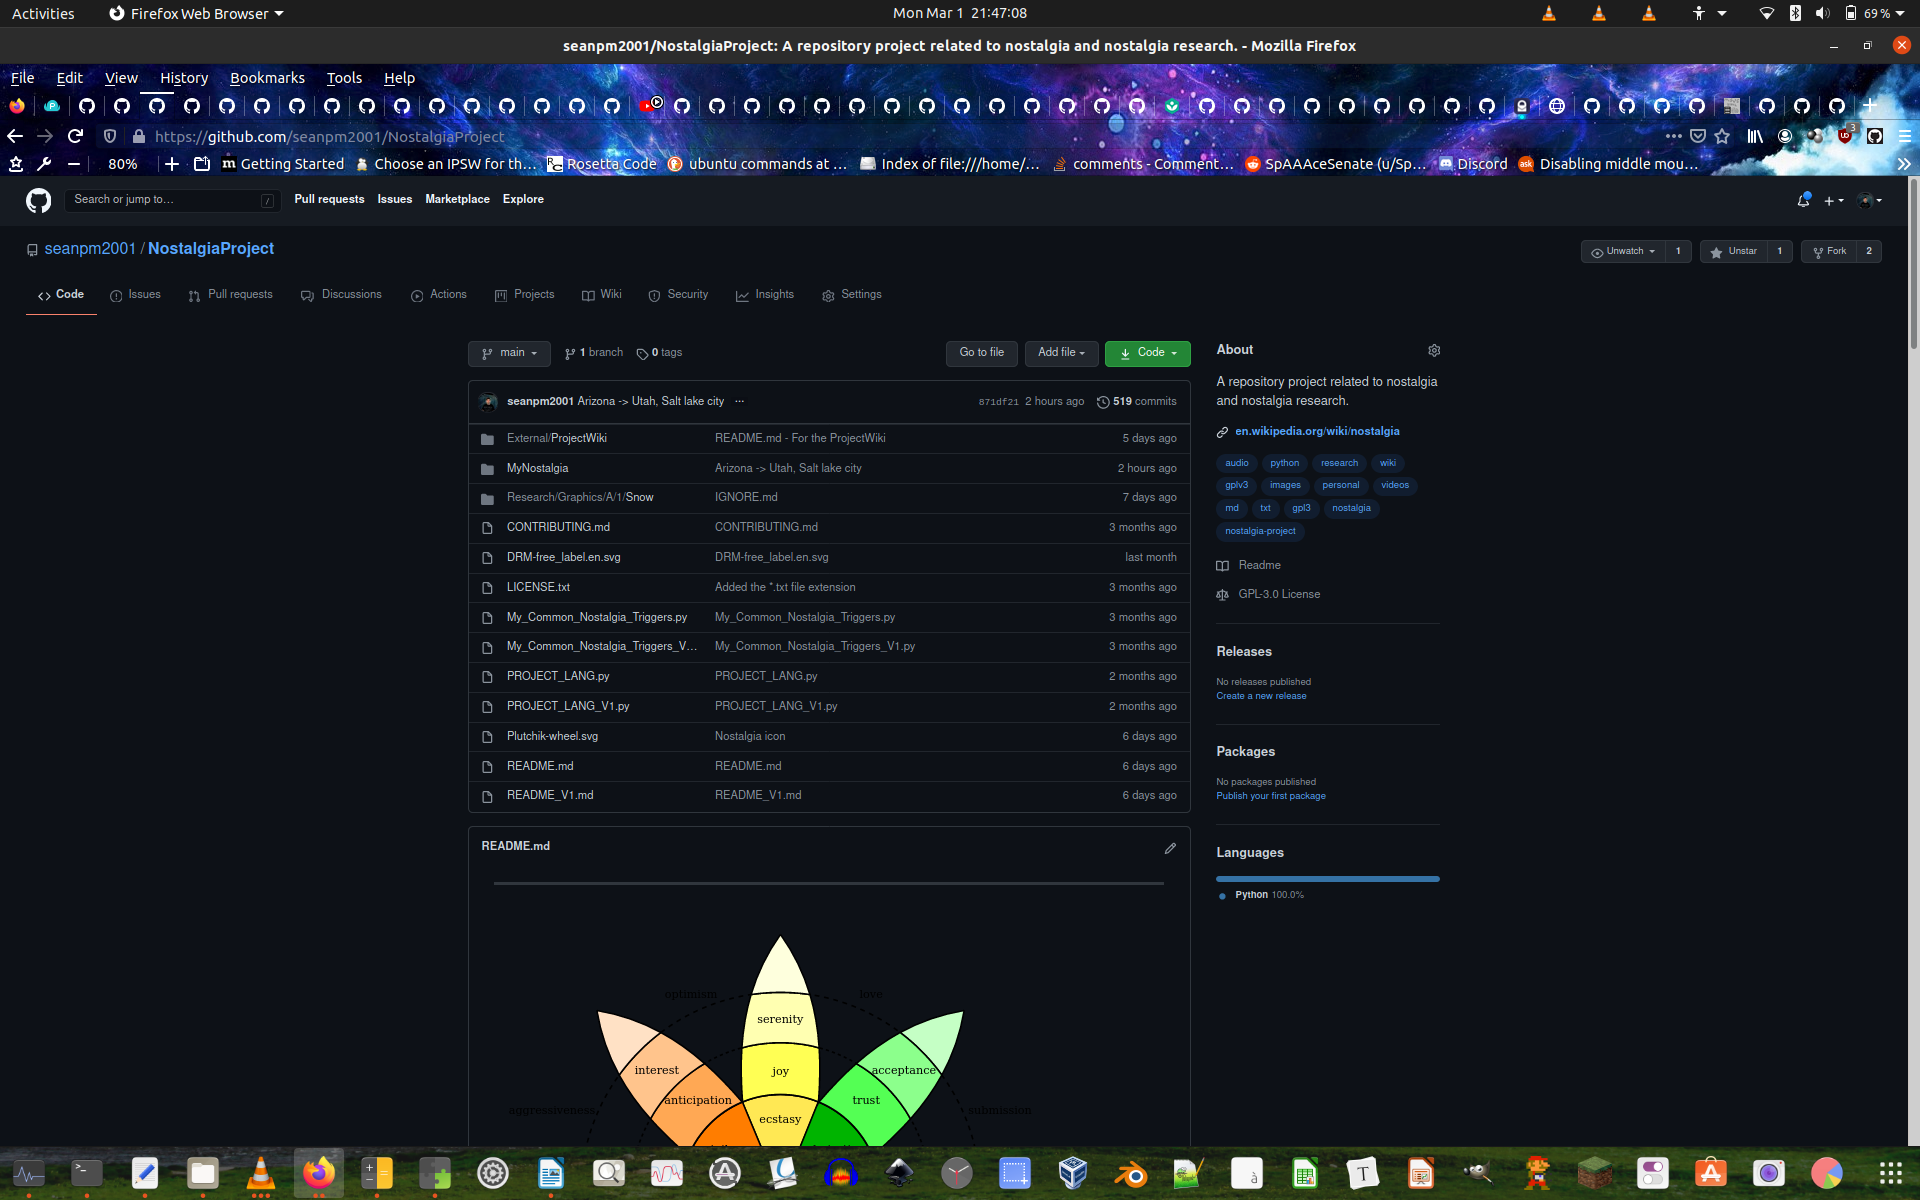 Activities Firefox Web Browser Mon Mar 1 21:47:08 69 %
seanpm2001/NostalgiaProject: A repository project related to nostalgia and nostalgia research. - Mozilla Firefox
File Edit View History Bookmarks Tools Help
https://github.com/seanpm2001/NostalgiaProject 3
80% Getting Started Choose an IPSW for th… Rosetta Code ubuntu commands at … Index of file:///home/… comments - Comment… SpAAAceSenate (u/Sp… Discord Disabling middle mou…
Search or jump to… / Pull requests Issues Marketplace Explore
seanpm2001 / NostalgiaProject Unwatch 1 Unstar 1 Fork 2
Code Issues Pull requests Discussions Actions Projects Wiki Security Insights Settings
main 1 branch 0 tags Go to file Add file Code
seanpm2001 Arizona -> Utah, Salt lake city ... 871df21 2 hours ago 519 commits
External/ProjectWiki README.md - For the ProjectWiki 5 days ago
MyNostalgia Arizona -> Utah, Salt lake city 2 hours ago
Research/Graphics/A/1/Snow IGNORE.md 7 days ago
CONTRIBUTING.md CONTRIBUTING.md 3 months ago
DRM-free_label.en.svg DRM-free_label.en.svg last month
LICENSE.txt Added the *.txt file extension 3 months ago
My_Common_Nostalgia_Triggers.py My_Common_Nostalgia_Triggers.py 3 months ago
My_Common_Nostalgia_Triggers_V… My_Common_Nostalgia_Triggers_V1.py 3 months ago
PROJECT_LANG.py PROJECT_LANG.py 2 months ago
PROJECT_LANG_V1.py PROJECT_LANG_V1.py 2 months ago
Plutchik-wheel.svg Nostalgia icon 6 days ago
README.md README.md 6 days ago
README_V1.md README_V1.md 6 days ago
About
A repository project related to nostalgia
and nostalgia research.
en.wikipedia.org/wiki/nostalgia
audio python research wiki
gplv3 images personal videos
md txt gpl3 nostalgia
nostalgia-project
Readme
GPL-3.0 License
Releases
No releases published
Create a new release
Packages
No packages published
Publish your first package
Languages
Python 100.0%
README.md
optimism love
serenity
interest joy acceptance
anticipation trust
aggressiveness ecstasy submission